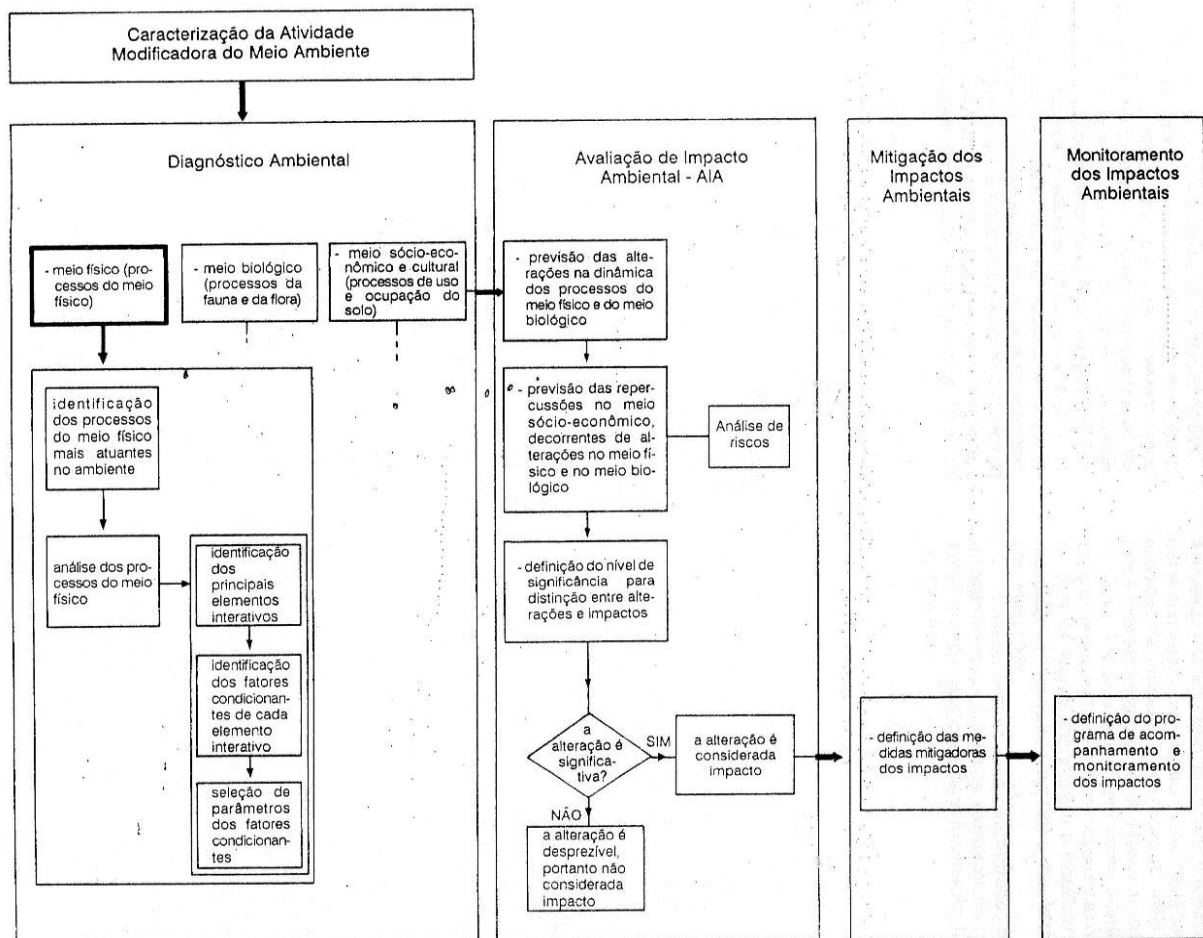 Caracterização da Atividade
Modificadora do Meio Ambiente
Diagnóstico Ambiental
- meio físico (pro-
cessos do meio
físico)
- meio biológico
(processos da
fauna e da flora)
- meio sócio-eco-
nômico e cultural
(processos de uso
e ocupação do
solo)
identificação
dos processos
do meio físico
mais atuantes
no ambiente
análise dos pro-
cessos do meio
físico
identificação
dos
principais
elementos
interativos
identificação
dos fatores
condicionan-
tes de cada
elemento
interativo
seleção de
parâmetros
dos fatores
condicionan-
tes
Avaliação de Impacto
Ambiental - AIA
- previsão das alte-
rações na dinâmica
dos processos do
meio físico e do meio
biológico
- previsão das reper-
cussões no meio
sócio-econômico,
decorrentes de al-
terações no meio fí-
sico e no meio bio-
lógico
Análise de
riscos
- definição do nível de
significância para
distinção entre alte-
rações e impactos
a
alteração é
significa-
tiva?
SIM
a alteração é
considerada
impacto
NÃO
a alteração é
desprezível,
portanto não
considerada
impacto
Mitigação dos
Impactos
Ambientais
- definição das me-
didas mitigadoras
dos impactos
Monitoramento
dos Impactos
Ambientais
- definição do pro-
grama de acom-
panhamento e
monitoramento
dos impactos